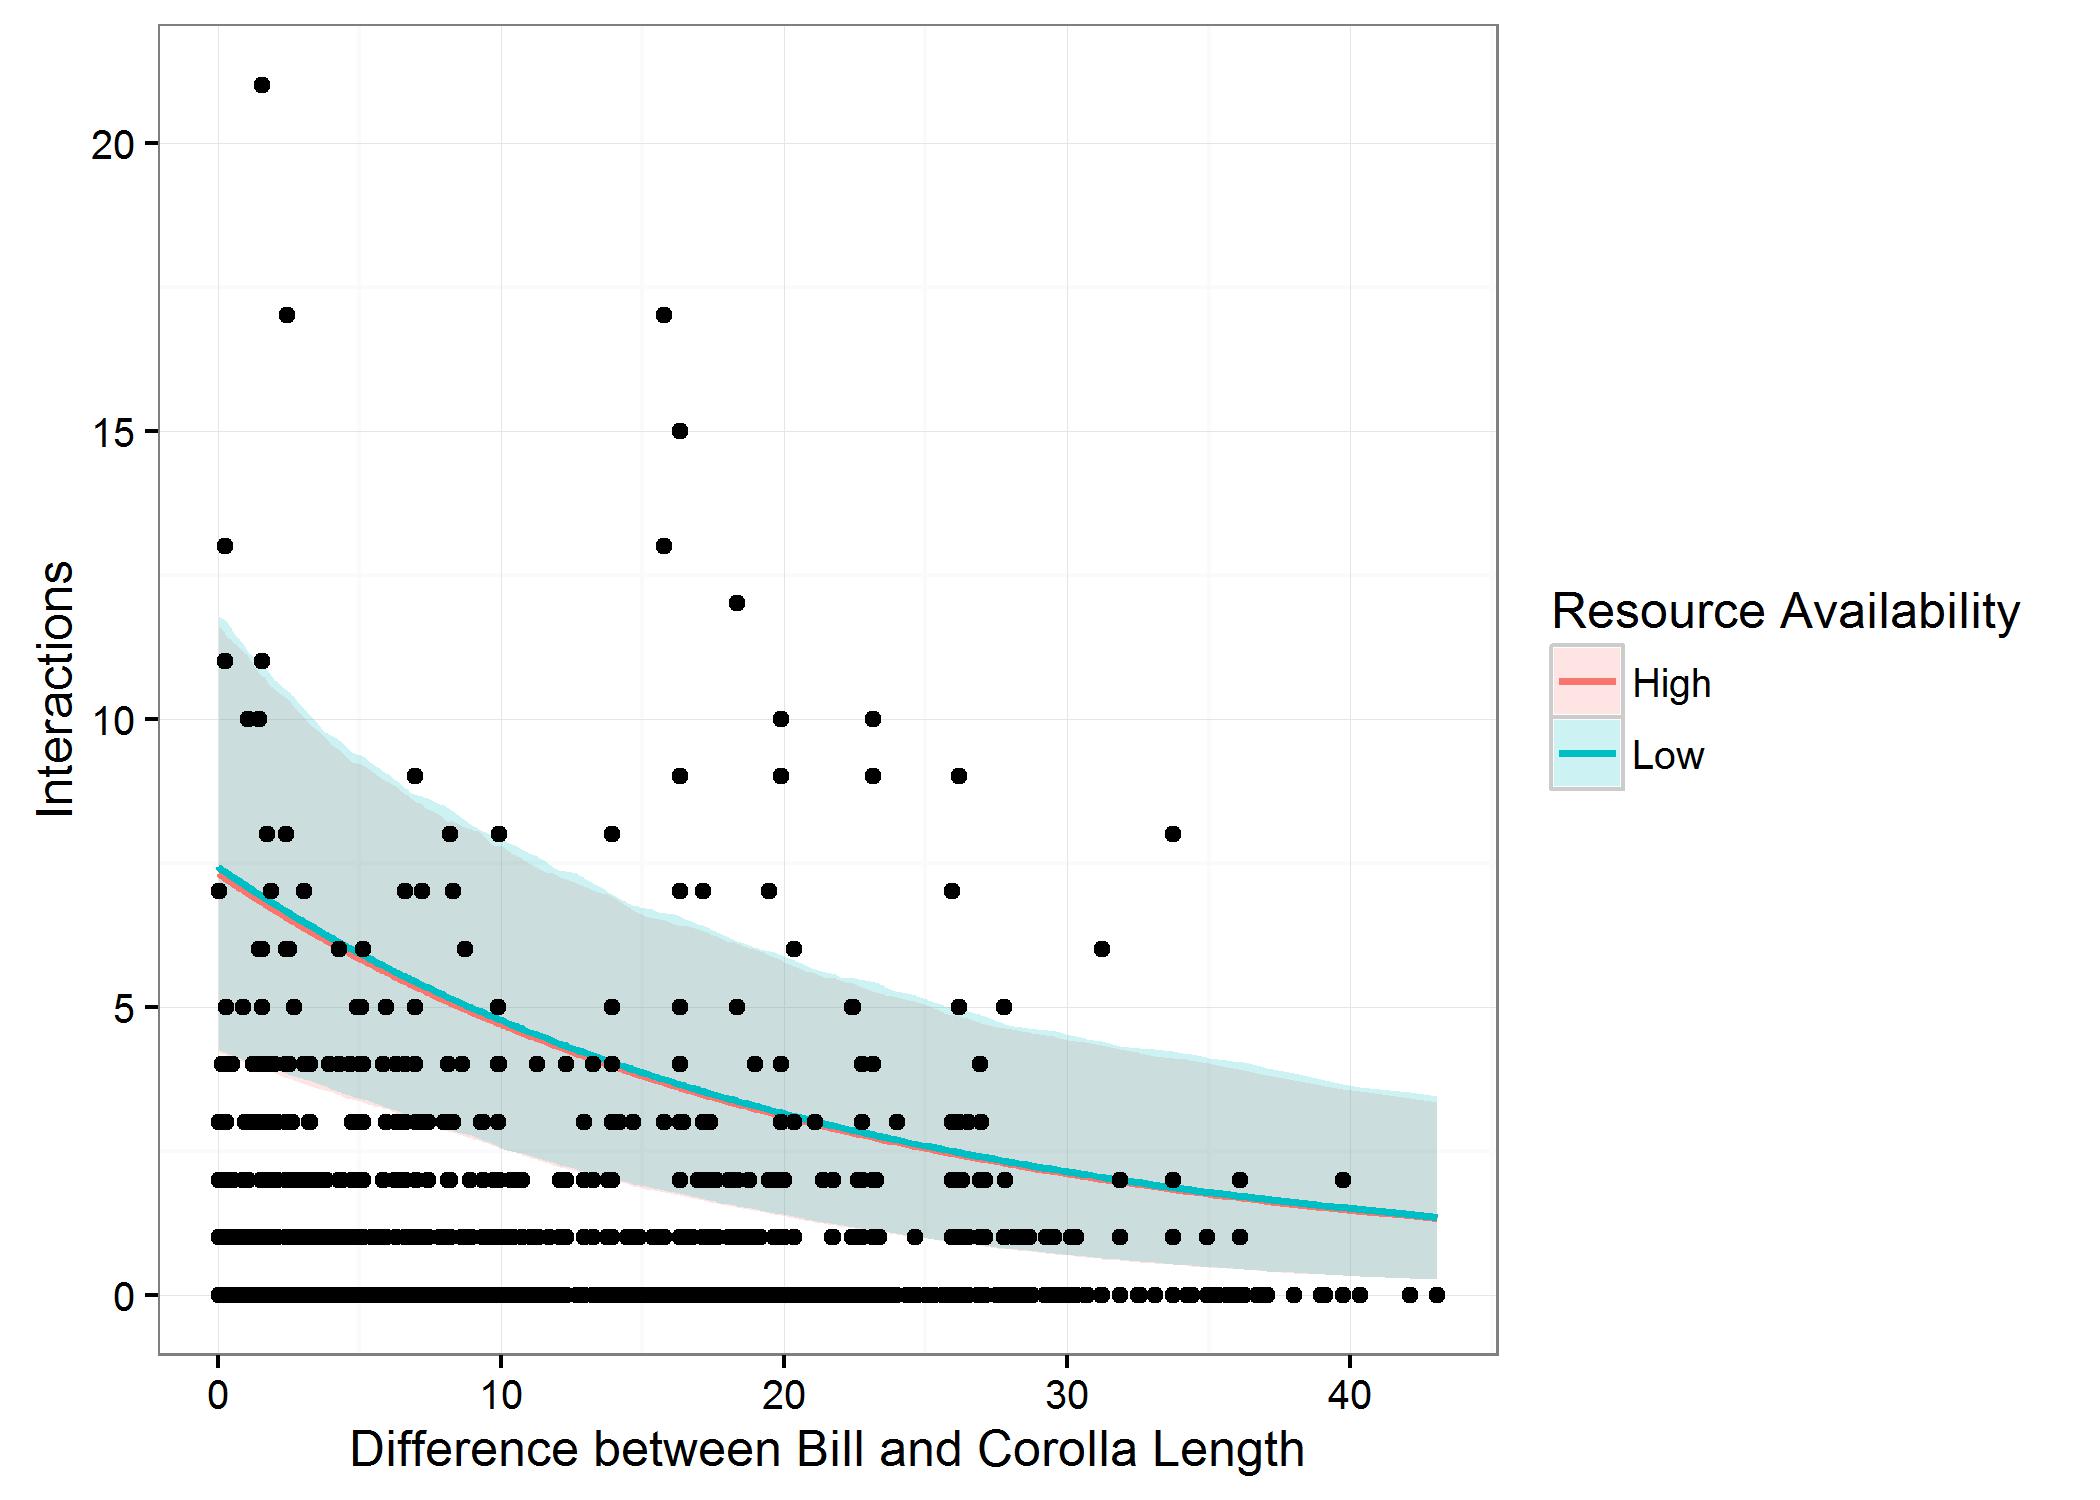 20
15
10
5
0
Interactions
0 10 20 30 40
Difference between Bill and Corolla Length
Resource Availability
High
Low